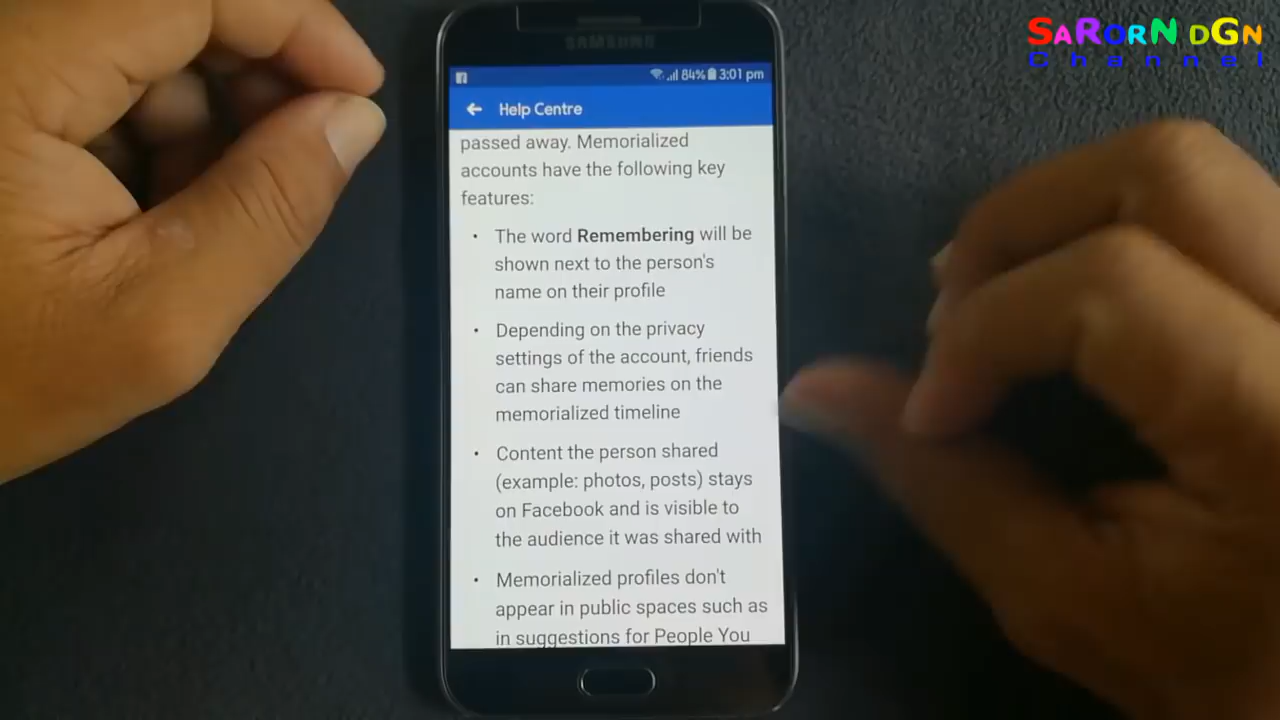 SaRorN DGN
Channel
SAMSUNG
84% 3:01 pm
Help Centre
passed away. Memorialized
accounts have the following key
features:
• The word Remembering will be
shown next to the person's
name on their profile
• Depending on the privacy
settings of the account, friends
can share memories on the
memorialized timeline
• Content the person shared
(example: photos, posts) stays
on Facebook and is visible to
the audience it was shared with
• Memorialized profiles don't
appear in public spaces such as
in suggestions for People You